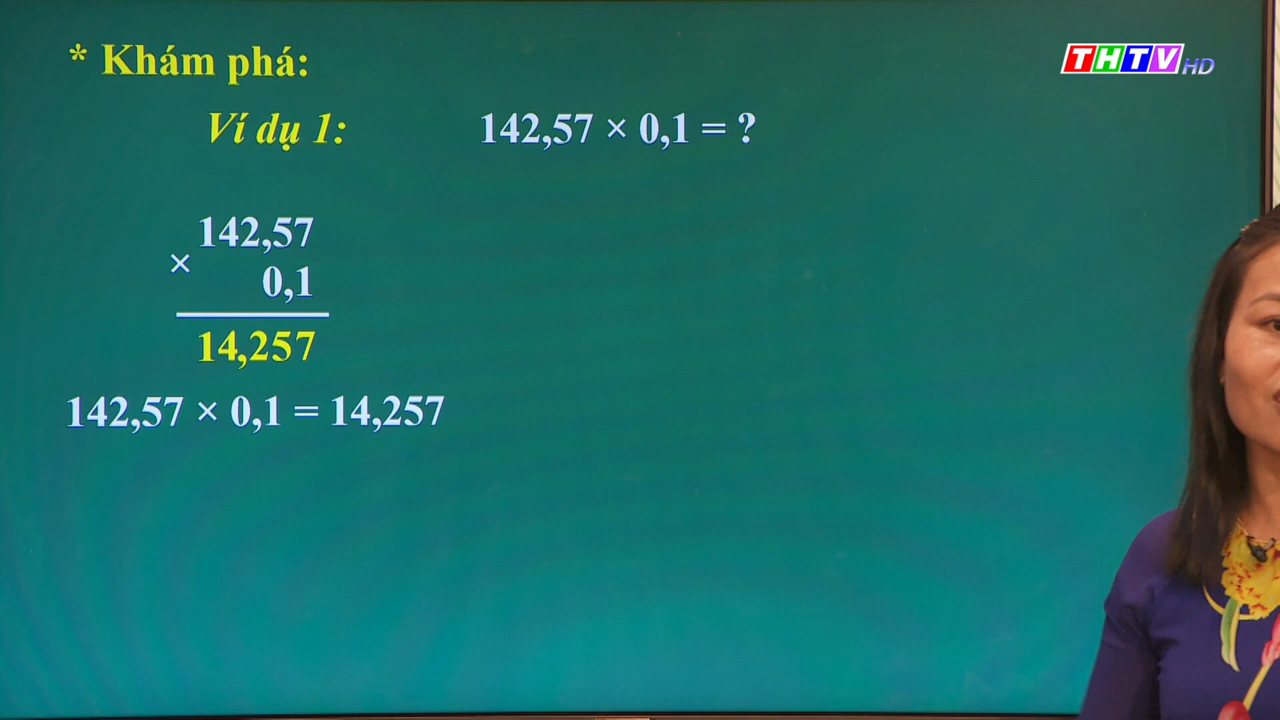 * Khám phá:
THTV HD
Ví dụ 1: 142,57 × 0,1 = ?
142,57
×
0,1
14,257
142,57 × 0,1 = 14,257